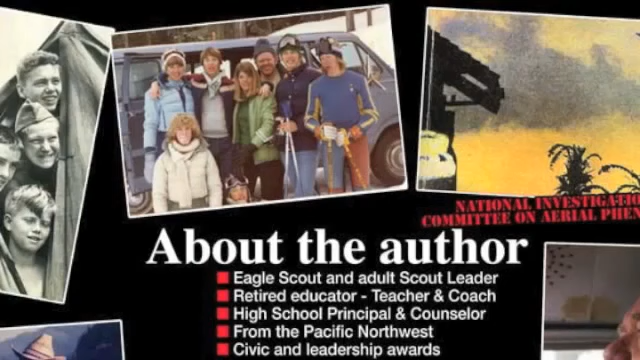 NATIONAL INVESTIGATIO
COMMITTEE ON AERIAL PHEN
About the author
Eagle Scout and adult Scout Leader
Retired educator - Teacher & Coach
High School Principal & Counselor
From the Pacific Northwest
Civic and leadership awards